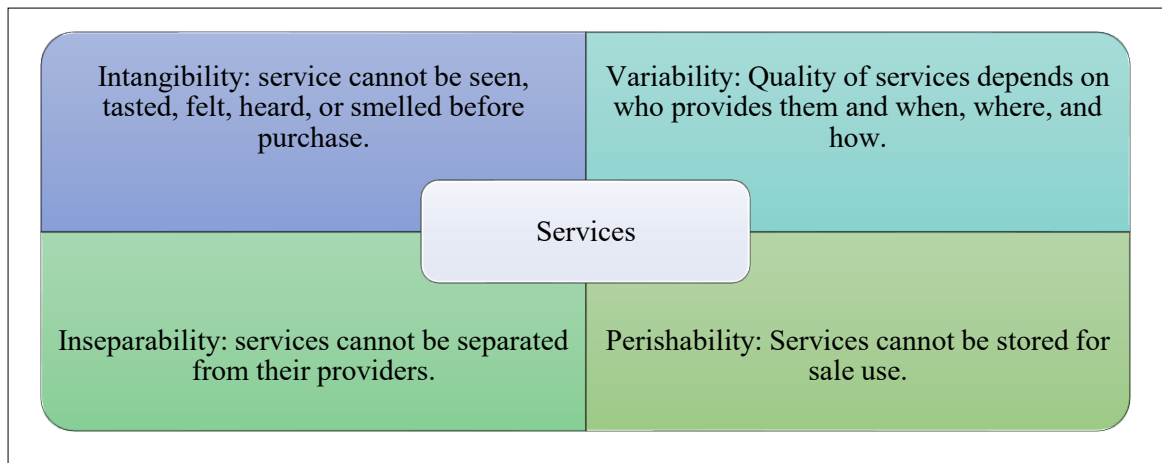 Intangibility: service cannot be seen,
tasted, felt, heard, or smelled before
purchase.
Variability: Quality of services depends on
who provides them and when, where, and
how.
Services
Inseparability: services cannot be separated
from their providers.
Perishability: Services cannot be stored for
sale use.